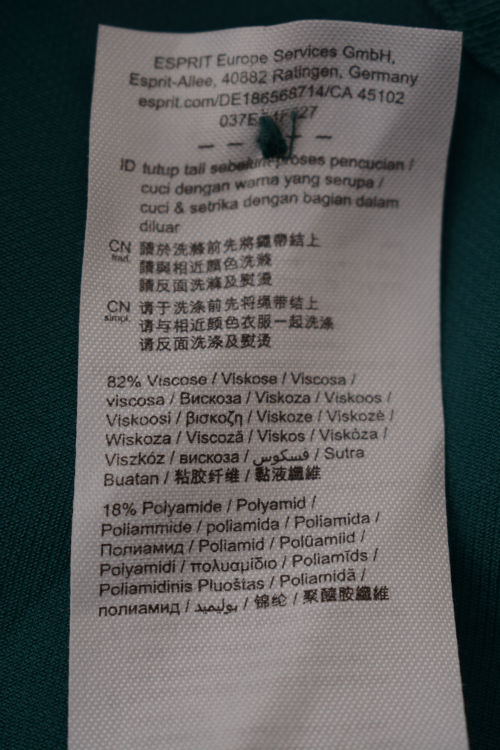 ESPRIT Europe Services GmbH,
Esprit-Allee, 40882 Ratingen, Germany
esprit.com/DE186568714/CA 45102
ID tutup tali sebelum proses pencucian /
cuci dengan warna yang serupa /
cuci & setrika dengan bagian dalam
diluar
CN trad. 請於洗滌前先將繩帶結上
請與相近顏色洗滌
請反面洗滌及熨燙
CN simpl. 请于洗涤前先将绳带结上
请与相近颜色衣服一起洗涤
请反面洗涤及熨烫
82% Viscose / Viskose / Viscosa /
viscosa / Вискоза / Viskoza / Viskoos /
Viskoosi / βισκοζη / Viskoze / Viskozė /
Wiskoza / Viscoză / Viskos / Viskóza /
Viszkóz / вискоза / فسكوس / Sutra
Buatan / 粘胶纤维 / 黏液纖維
18% Polyamide / Polyamid /
Poliammide / poliamida / Poliamida /
Полиамид / Poliamid / Polüamiid /
Polyamidi / πολυαμίδιο / Poliamīds /
Poliamidinis Pluoštas / Poliamidă /
полиамид / بوليميد / 锦纶 / 聚醯胺纖維